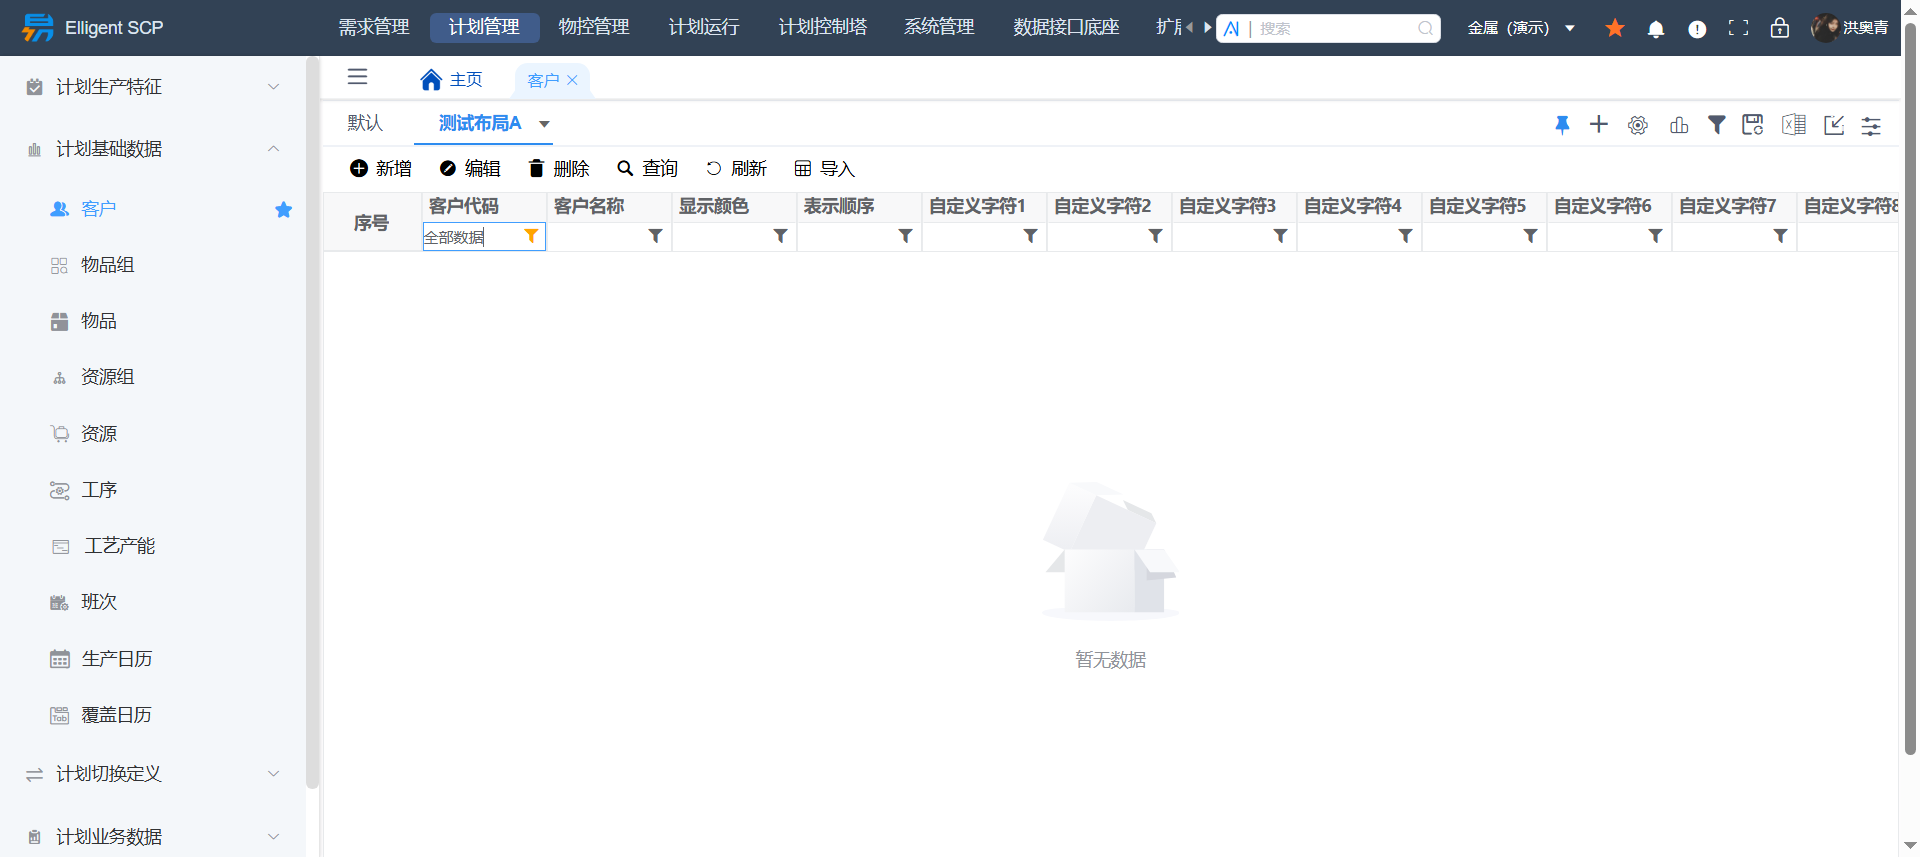 Elligent SCP
需求管理 计划管理 物控管理 计划运行 计划控制塔 系统管理 数据接口底座
搜索
金属 (演示)
洪奥青
计划生产特征
计划基础数据
客户
物品组
物品
资源组
资源
工序
工艺产能
班次
生产日历
覆盖日历
计划切换定义
计划业务数据
主页 客户
默认 测试布局A
新增 编辑 删除 查询 刷新 导入
序号 客户代码 客户名称 显示颜色 表示顺序 自定义字符1 自定义字符2 自定义字符3 自定义字符4 自定义字符5 自定义字符6 自定义字符7 自定义字符8
全部数据
暂无数据